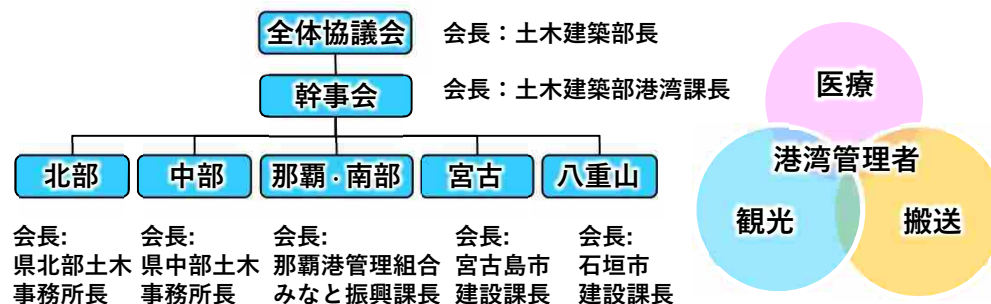 全体協議会 会長：土木建築部長
幹事会 会長：土木建築部港湾課長
北部 中部 那覇・南部 宮古 八重山
会長: 会長: 会長: 会長: 会長:
県北部土木 県中部土木 那覇港管理組合 宮古島市 石垣市
事務所長 事務所長 みなと振興課長 建設課長 建設課長
医療
港湾管理者
観光 搬送